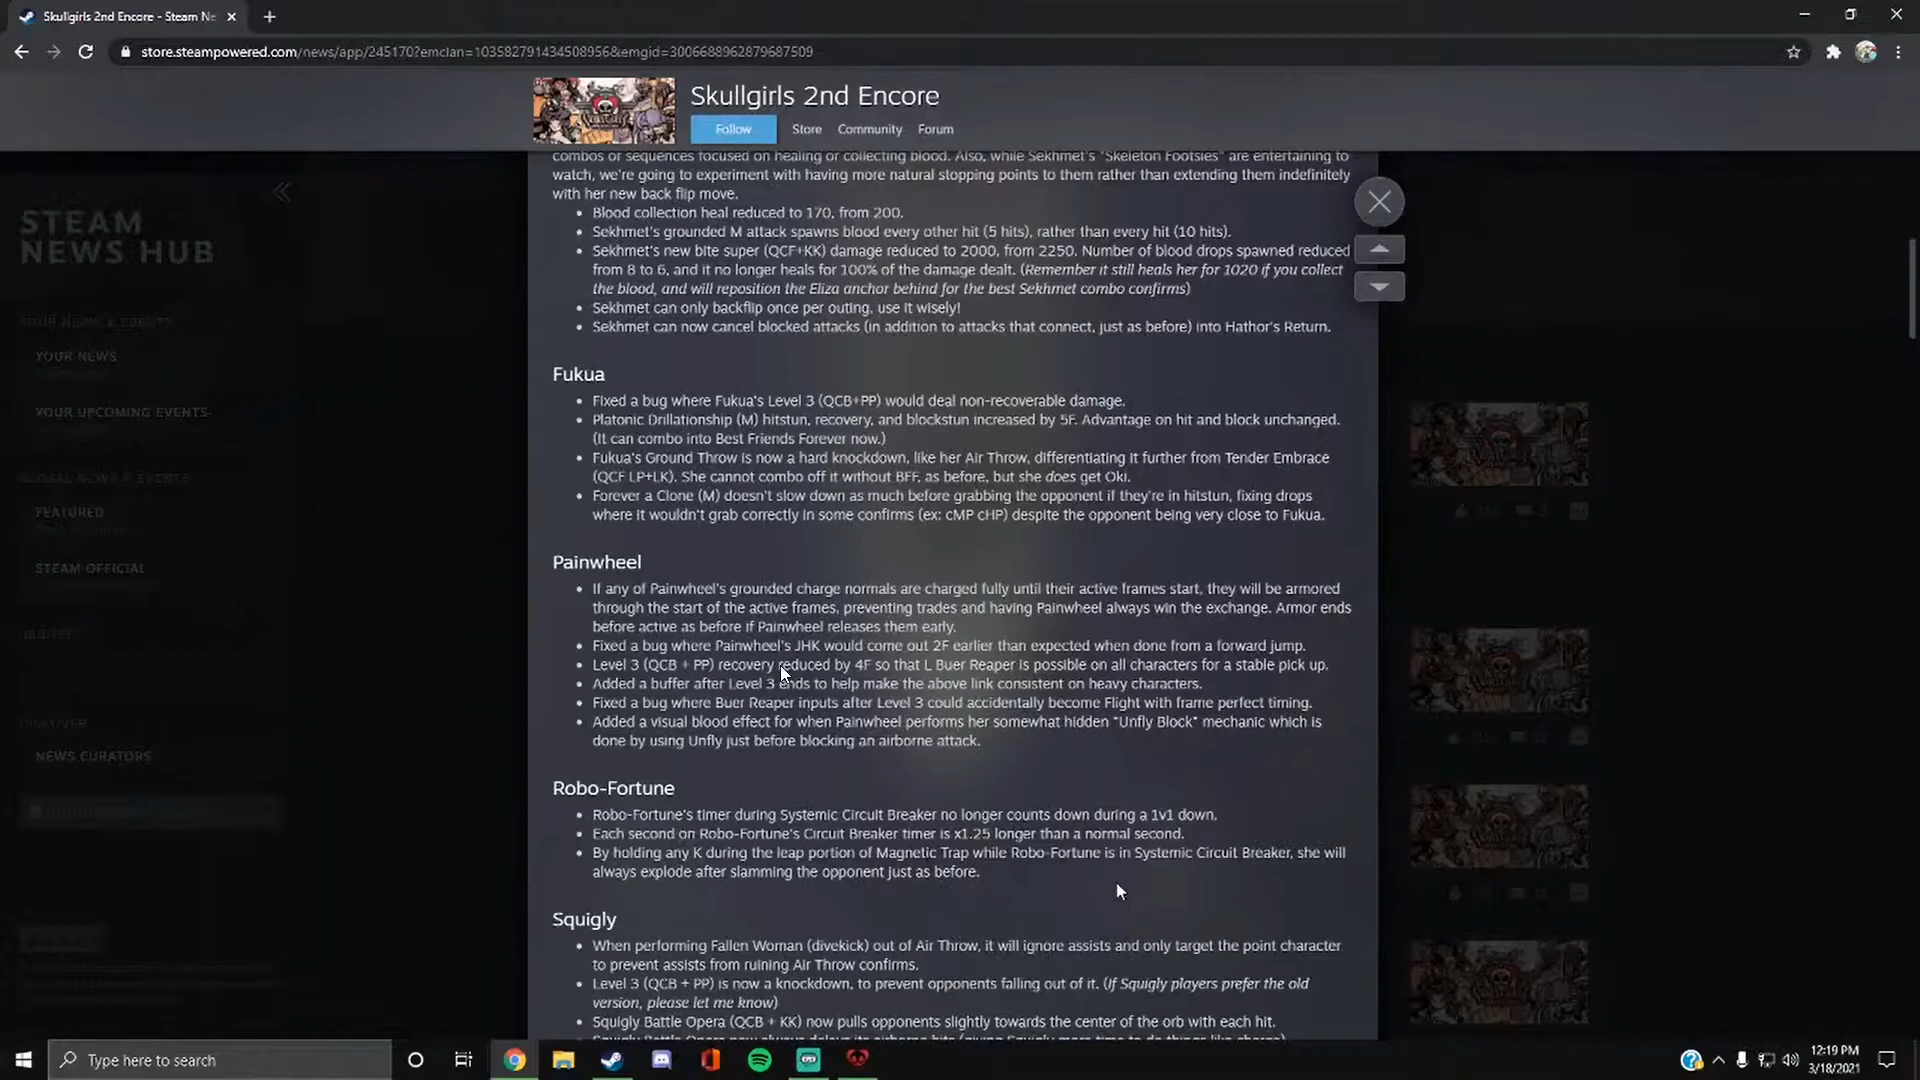 Skullgirls 2nd Encore - Steam Ne
store.steampowered.com/news/app/245170?emclan=103582791434508956&emgid=3006688962879687509
Skullgirls 2nd Encore
Follow Store Community Forum
combos or sequences focused on healing or collecting blood. Also, while Sekhmet's "Skeleton Footsies" are entertaining to
watch, we're going to experiment with having more natural stopping points to them rather than extending them indefinitely
with her new back flip move.
• Blood collection heal reduced to 170, from 200.
• Sekhmet's grounded M attack spawns blood every other hit (5 hits), rather than every hit (10 hits).
• Sekhmet's new bite super (QCF+KK) damage reduced to 2000, from 2250. Number of blood drops spawned reduced
from 8 to 6, and it no longer heals for 100% of the damage dealt. (Remember it still heals her for 1020 if you collect
the blood, and will reposition the Eliza anchor behind for the best Sekhmet combo confirms)
• Sekhmet can only backflip once per outing, use it wisely!
• Sekhmet can now cancel blocked attacks (in addition to attacks that connect, just as before) into Hathor's Return.
Fukua
• Fixed a bug where Fukua's Level 3 (QCB+PP) would deal non-recoverable damage.
• Platonic Drillationship (M) hitstun, recovery, and blockstun increased by 5F. Advantage on hit and block unchanged.
(It can combo into Best Friends Forever now.)
• Fukua's Ground Throw is now a hard knockdown, like her Air Throw, differentiating it further from Tender Embrace
(QCF LP+LK). She cannot combo off it without BFF, as before, but she does get Oki.
• Forever a Clone (M) doesn't slow down as much before grabbing the opponent if they're in hitstun, fixing drops
where it wouldn't grab correctly in some confirms (ex: cMP cHP) despite the opponent being very close to Fukua.
Painwheel
• If any of Painwheel's grounded charge normals are charged fully until their active frames start, they will be armored
through the start of the active frames, preventing trades and having Painwheel always win the exchange. Armor ends
before active as before if Painwheel releases them early.
• Fixed a bug where Painwheel's JHK would come out 2F earlier than expected when done from a forward jump.
• Level 3 (QCB + PP) recovery reduced by 4F so that L Buer Reaper is possible on all characters for a stable pick up.
• Added a buffer after Level 3 ends to help make the above link consistent on heavy characters.
• Fixed a bug where Buer Reaper inputs after Level 3 could accidentally become Flight with frame perfect timing.
• Added a visual blood effect for when Painwheel performs her somewhat hidden "Unfly Block" mechanic which is
done by using Unfly just before blocking an airborne attack.
Robo-Fortune
• Robo-Fortune's timer during Systemic Circuit Breaker no longer counts down during a 1v1 down.
• Each second on Robo-Fortune's Circuit Breaker timer is x1.25 longer than a normal second.
• By holding any K during the leap portion of Magnetic Trap while Robo-Fortune is in Systemic Circuit Breaker, she will
always explode after slamming the opponent just as before.
Squigly
• When performing Fallen Woman (divekick) out of Air Throw, it will ignore assists and only target the point character
to prevent assists from ruining Air Throw confirms.
• Level 3 (QCB + PP) is now a knockdown, to prevent opponents falling out of it. (If Squigly players prefer the old
version, please let me know)
• Squigly Battle Opera (QCB + KK) now pulls opponents slightly towards the center of the orb with each hit.
STEAM
NEWS HUB
YOUR NEWS & EVENTS
YOUR NEWS
YOUR UPCOMING EVENTS
GLOBAL NEWS & EVENTS
FEATURED
STEAM OFFICIAL
DISCOVER
NEWS CURATORS
Type here to search
12:19 PM
3/18/2021